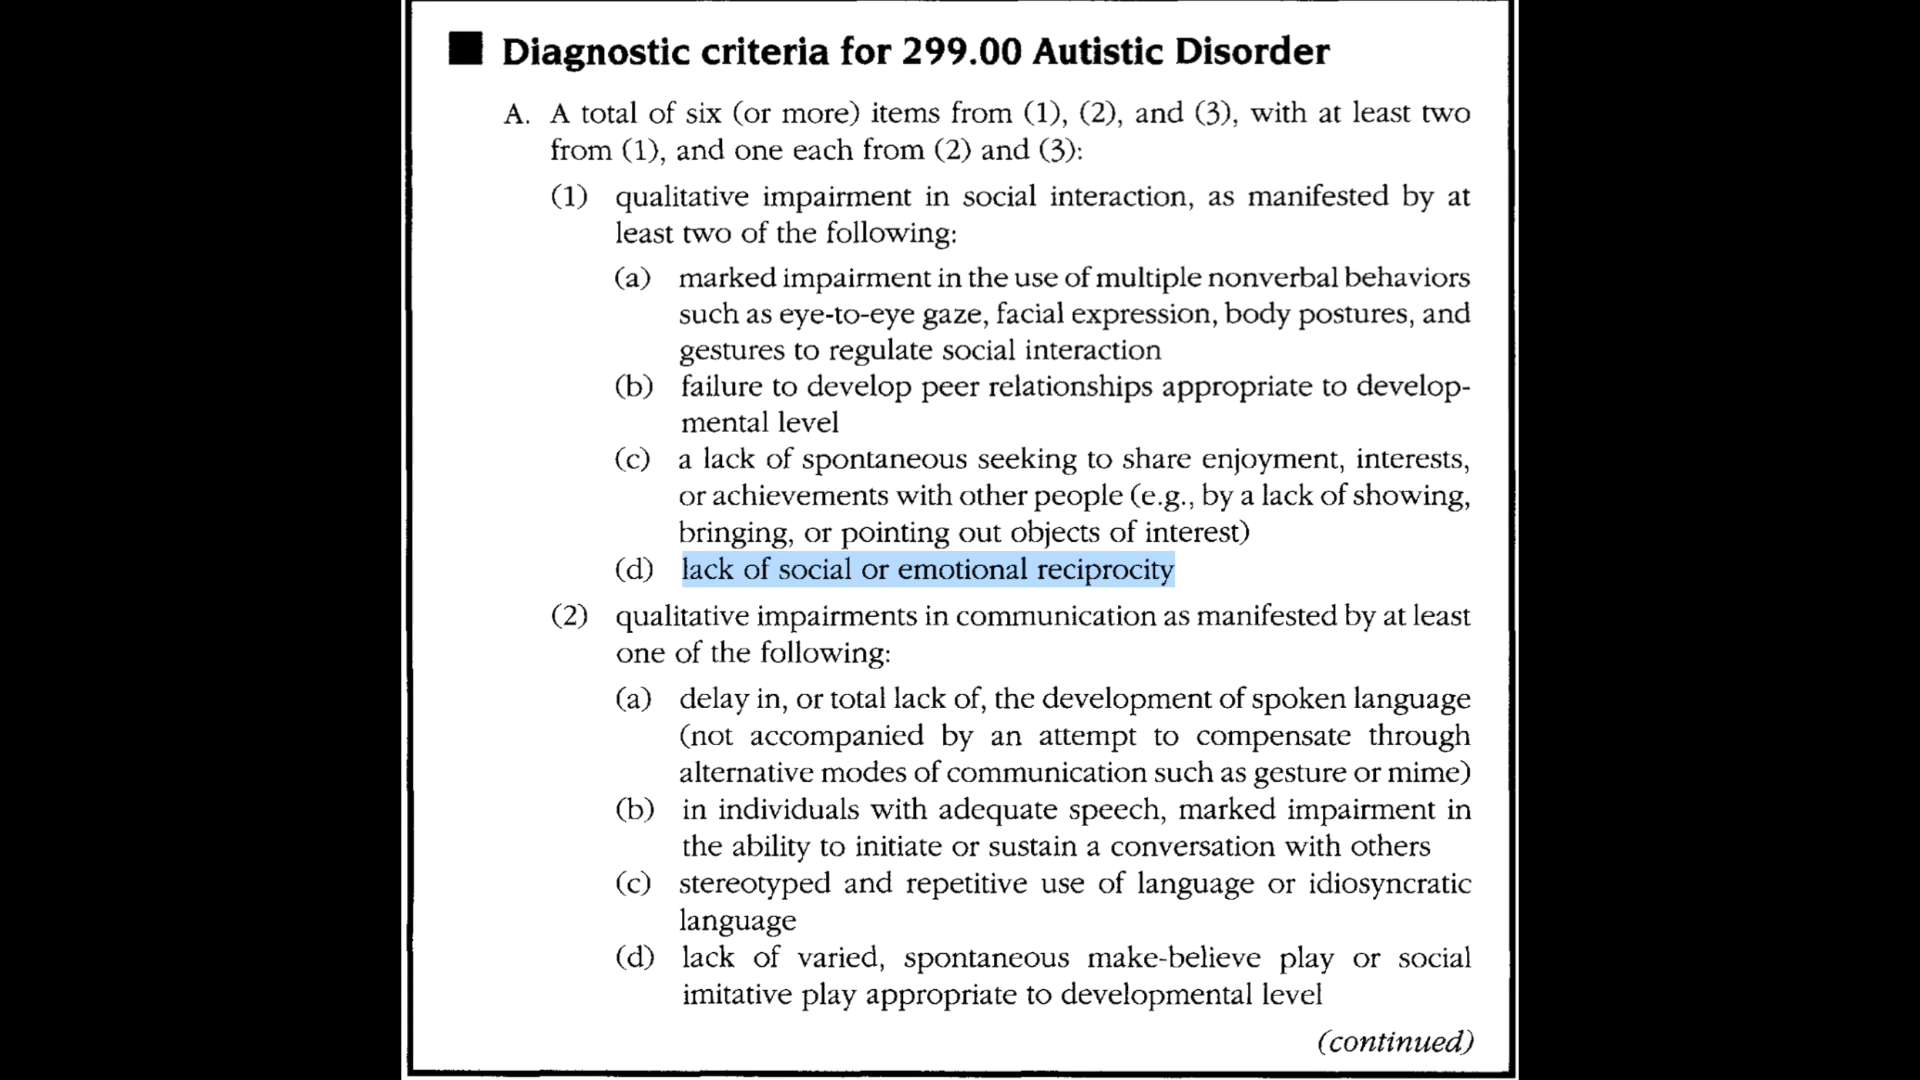 Diagnostic criteria for 299.00 Autistic Disorder
A. A total of six (or more) items from (1), (2), and (3), with at least two
from (1), and one each from (2) and (3):
(1) qualitative impairment in social interaction, as manifested by at
least two of the following:
(a) marked impairment in the use of multiple nonverbal behaviors
such as eye-to-eye gaze, facial expression, body postures, and
gestures to regulate social interaction
(b) failure to develop peer relationships appropriate to develop-
mental level
(c) a lack of spontaneous seeking to share enjoyment, interests,
or achievements with other people (e.g., by a lack of showing,
bringing, or pointing out objects of interest)
(d) lack of social or emotional reciprocity
(2) qualitative impairments in communication as manifested by at least
one of the following:
(a) delay in, or total lack of, the development of spoken language
(not accompanied by an attempt to compensate through
alternative modes of communication such as gesture or mime)
(b) in individuals with adequate speech, marked impairment in
the ability to initiate or sustain a conversation with others
(c) stereotyped and repetitive use of language or idiosyncratic
language
(d) lack of varied, spontaneous make-believe play or social
imitative play appropriate to developmental level
(continued)